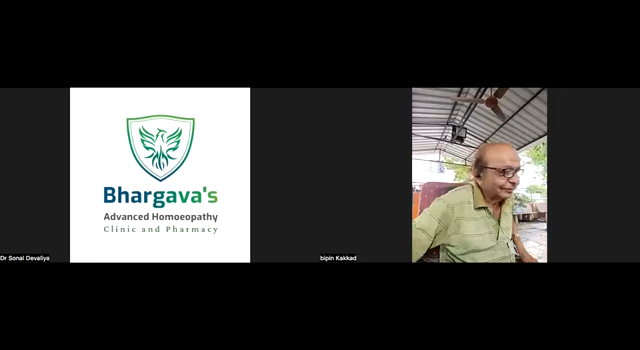 Bhargava's
Advanced Homoeopathy
Clinic and Pharmacy
Dr Sonal Devaliya
bipin Kakkad